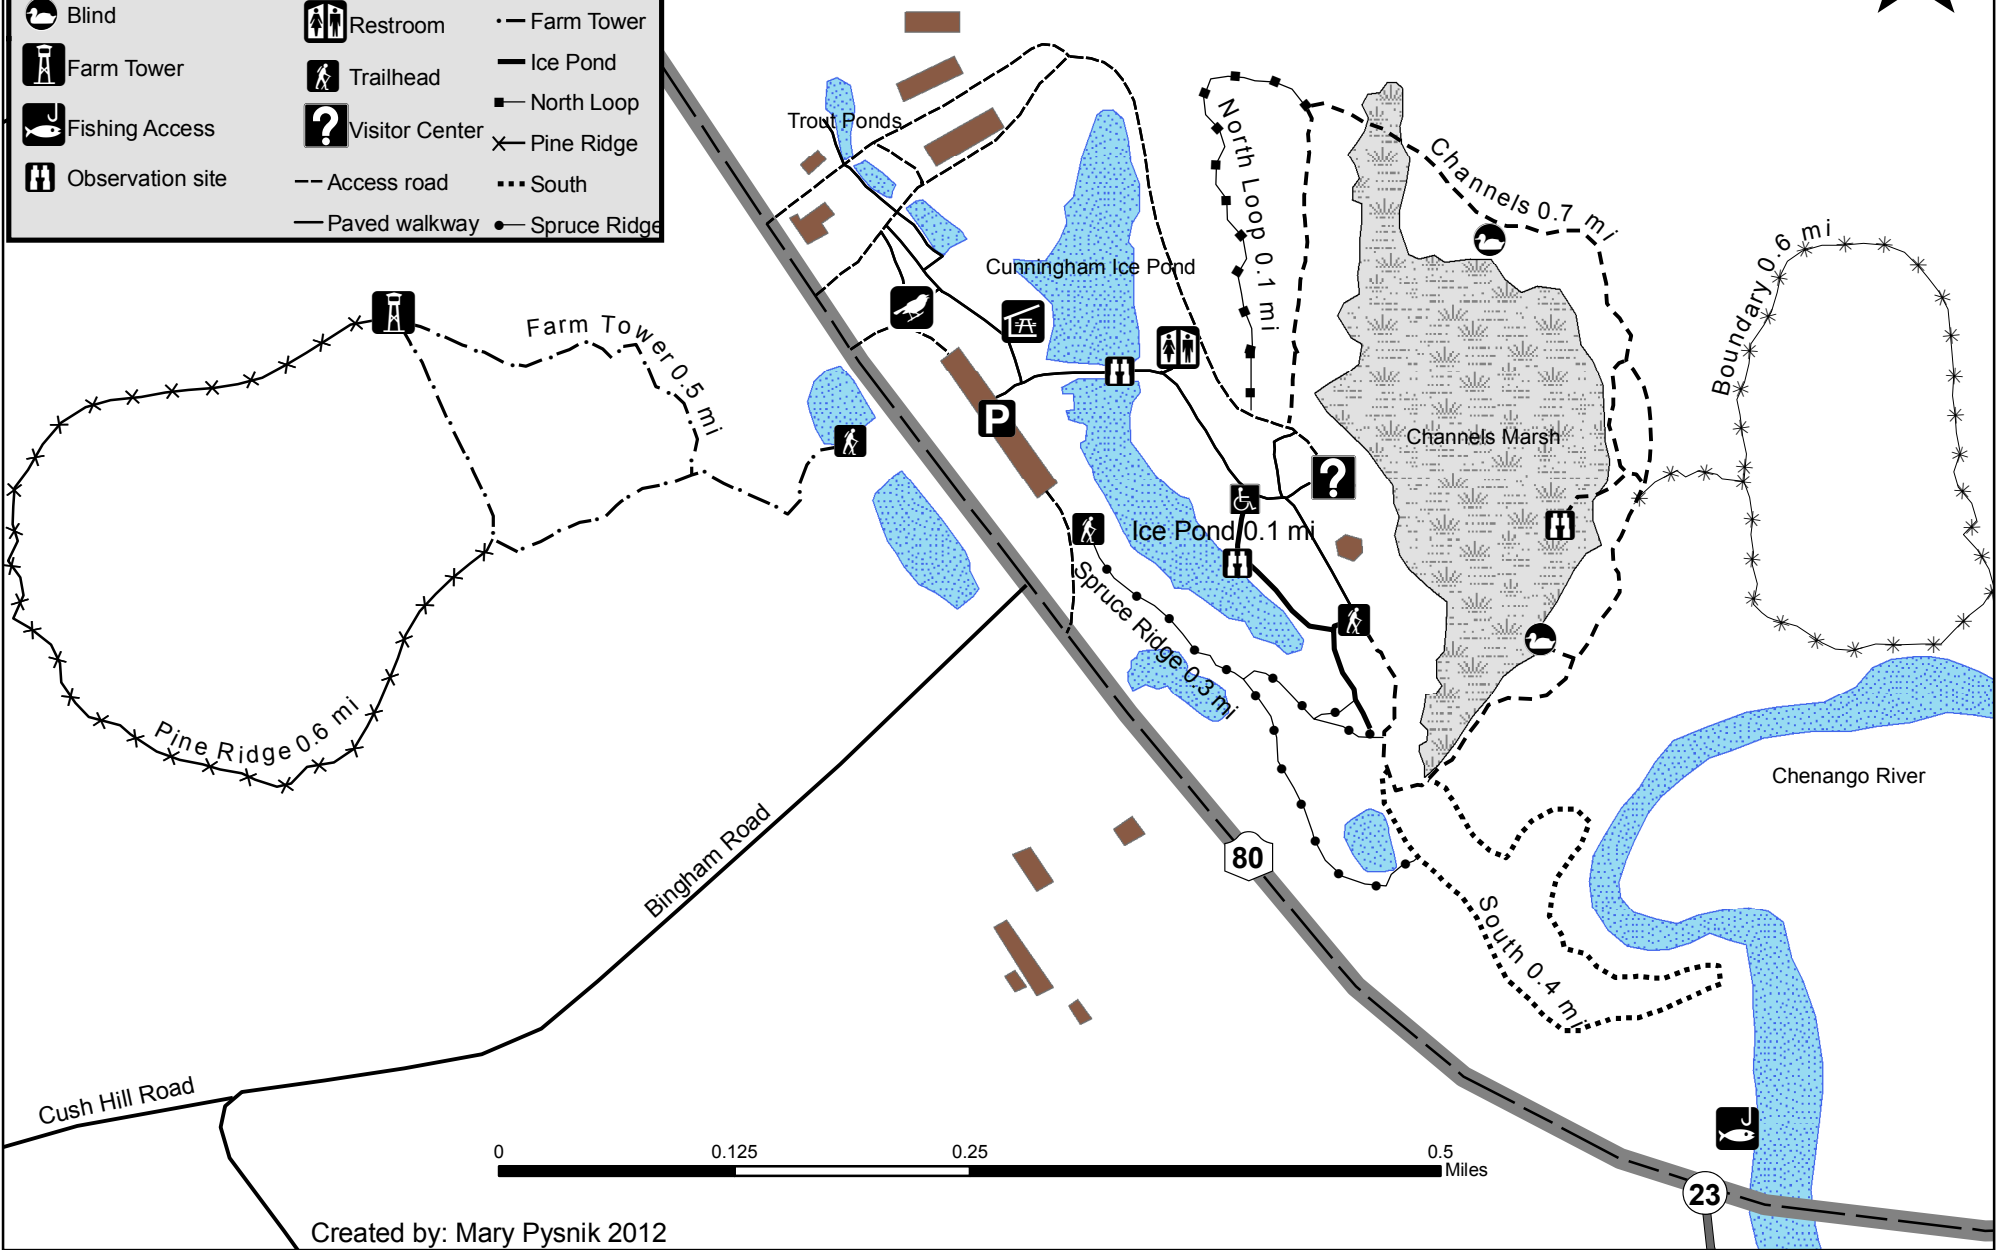 Blind
Farm Tower
Fishing Access
Observation site
Restroom
Trailhead
? Visitor Center
Access road
Paved walkway
Farm Tower
Ice Pond
North Loop
Pine Ridge
South
Spruce Ridge
Trout Ponds
Cunningham Ice Pond
North Loop 0.1 mi
Channels 0.7 mi
Boundary 0.6 mi
Farm Tower 0.5 mi
P
?
Channels Marsh
Ice Pond 0.1 mi
Spruce Ridge 0.3 mi
Pine Ridge 0.6 mi
Chenango River
Bingham Road
80
South 0.4 mi
Cush Hill Road
0 0.125 0.25 0.5
Miles
23
Created by: Mary Pysnik 2012